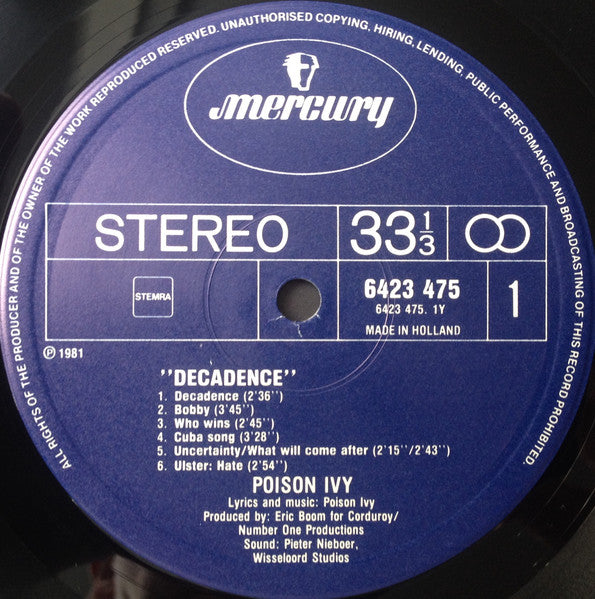 ALL RIGHTS OF THE PRODUCER AND OF THE OWNER OF THE WORK REPRODUCED RESERVED. UNAUTHORISED COPYING, HIRING, LENDING, PUBLIC PERFORMANCE AND BROADCASTING OF THIS RECORD PROHIBITED.
mercury
STEREO 33 1/3
STEMRA
6423 475 1
6423 475. 1Y
MADE IN HOLLAND
Ⓟ 1981
"DECADENCE"
1. Decadence (2'36'')
2. Bobby (3'45'')
3. Who wins (2'45'')
4. Cuba song (3'28'')
5. Uncertainty/What will come after (2'15''/2'43'')
6. Ulster: Hate (2'54'')
POISON IVY
Lyrics and music: Poison Ivy
Produced by: Eric Boom for Corduroy/
Number One Productions
Sound: Pieter Nieboer,
Wisseloord Studios